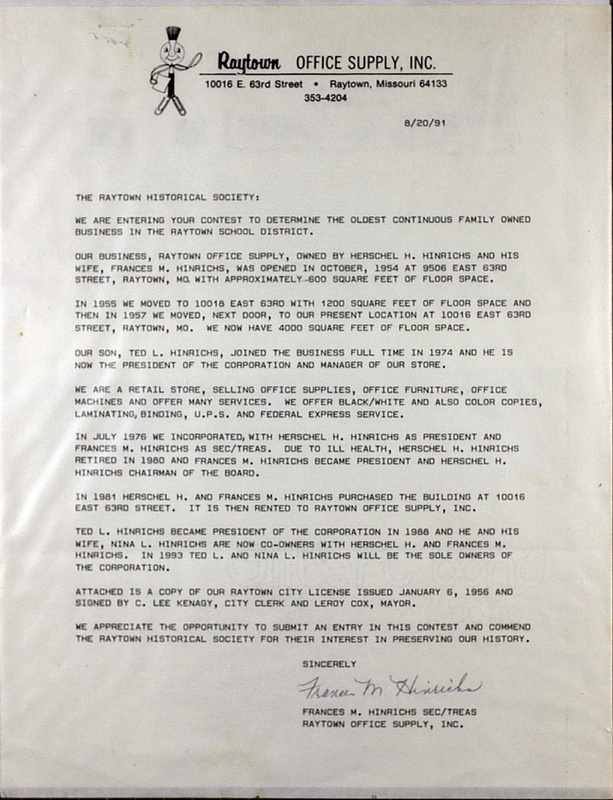 Raytown OFFICE SUPPLY, INC.
10016 E. 63rd Street • Raytown, Missouri 64133
353-4204
8/20/91
THE RAYTOWN HISTORICAL SOCIETY:
WE ARE ENTERING YOUR CONTEST TO DETERMINE THE OLDEST CONTINUOUS FAMILY OWNED
BUSINESS IN THE RAYTOWN SCHOOL DISTRICT.
OUR BUSINESS, RAYTOWN OFFICE SUPPLY, OWNED BY HERSCHEL H. HINRICHS AND HIS
WIFE, FRANCES M. HINRICHS, WAS OPENED IN OCTOBER, 1954 AT 9506 EAST 63RD
STREET, RAYTOWN, MO. WITH APPROXIMATELY 600 SQUARE FEET OF FLOOR SPACE.
IN 1955 WE MOVED TO 10018 EAST 63RD WITH 1200 SQUARE FEET OF FLOOR SPACE AND
THEN IN 1957 WE MOVED, NEXT DOOR, TO OUR PRESENT LOCATION AT 10016 EAST 63RD
STREET, RAYTOWN, MO. WE NOW HAVE 4000 SQUARE FEET OF FLOOR SPACE.
OUR SON, TED L. HINRICHS, JOINED THE BUSINESS FULL TIME IN 1974 AND HE IS
NOW THE PRESIDENT OF THE CORPORATION AND MANAGER OF OUR STORE.
WE ARE A RETAIL STORE, SELLING OFFICE SUPPLIES, OFFICE FURNITURE, OFFICE
MACHINES AND OFFER MANY SERVICES. WE OFFER BLACK/WHITE AND ALSO COLOR COPIES,
LAMINATING, BINDING, U.P.S. AND FEDERAL EXPRESS SERVICE.
IN JULY 1976 WE INCORPORATED, WITH HERSCHEL H. HINRICHS AS PRESIDENT AND
FRANCES M. HINRICHS AS SEC/TREAS. DUE TO ILL HEALTH, HERSCHEL H. HINRICHS
RETIRED IN 1980 AND FRANCES M. HINRICHS BECAME PRESIDENT AND HERSCHEL H.
HINRICHS CHAIRMAN OF THE BOARD.
IN 1981 HERSCHEL H. AND FRANCES M. HINRICHS PURCHASED THE BUILDING AT 10016
EAST 63RD STREET. IT IS THEN RENTED TO RAYTOWN OFFICE SUPPLY, INC.
TED L. HINRICHS BECAME PRESIDENT OF THE CORPORATION IN 1988 AND HE AND HIS
WIFE, NINA L. HINRICHS ARE NOW CO-OWNERS WITH HERSCHEL H. AND FRANCES M.
HINRICHS. IN 1993 TED L. AND NINA L. HINRICHS WILL BE THE SOLE OWNERS OF
THE CORPORATION.
ATTACHED IS A COPY OF OUR RAYTOWN CITY LICENSE ISSUED JANUARY 6, 1956 AND
SIGNED BY C. LEE KENAGY, CITY CLERK AND LEROY COX, MAYOR.
WE APPRECIATE THE OPPORTUNITY TO SUBMIT AN ENTRY IN THIS CONTEST AND COMMEND
THE RAYTOWN HISTORICAL SOCIETY FOR THEIR INTEREST IN PRESERVING OUR HISTORY.
SINCERELY
Frances M. Hinrichs
FRANCES M. HINRICHS SEC/TREAS
RAYTOWN OFFICE SUPPLY, INC.